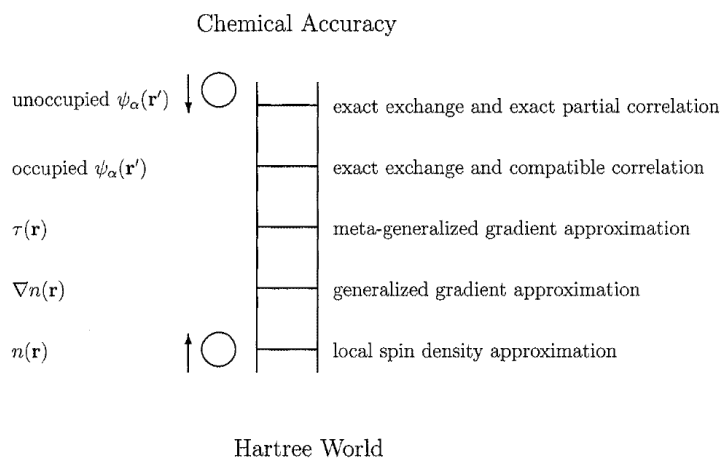 Chemical Accuracy
unoccupied ψα(r′) exact exchange and exact partial correlation
occupied ψα(r′) exact exchange and compatible correlation
τ(r) meta-generalized gradient approximation
∇n(r) generalized gradient approximation
n(r) local spin density approximation
Hartree World